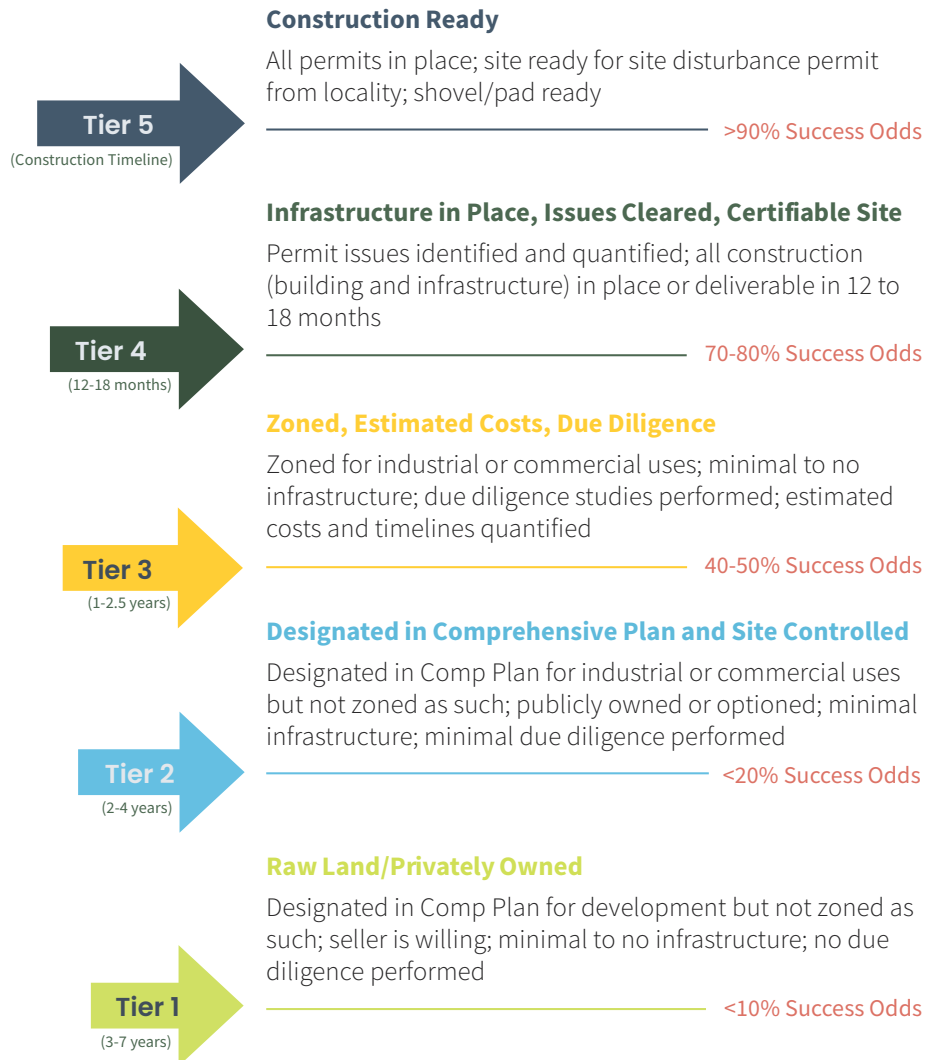 Construction Ready
All permits in place; site ready for site disturbance permit
from locality; shovel/pad ready
Tier 5
(Construction Timeline)
>90% Success Odds
Infrastructure in Place, Issues Cleared, Certifiable Site
Permit issues identified and quantified; all construction
(building and infrastructure) in place or deliverable in 12 to
18 months
Tier 4
(12-18 months)
70-80% Success Odds
Zoned, Estimated Costs, Due Diligence
Zoned for industrial or commercial uses; minimal to no
infrastructure; due diligence studies performed; estimated
costs and timelines quantified
Tier 3
(1-2.5 years)
40-50% Success Odds
Designated in Comprehensive Plan and Site Controlled
Designated in Comp Plan for industrial or commercial uses
but not zoned as such; publicly owned or optioned; minimal
infrastructure; minimal due diligence performed
Tier 2
(2-4 years)
<20% Success Odds
Raw Land/Privately Owned
Designated in Comp Plan for development but not zoned as
such; seller is willing; minimal to no infrastructure; no due
diligence performed
Tier 1
(3-7 years)
<10% Success Odds